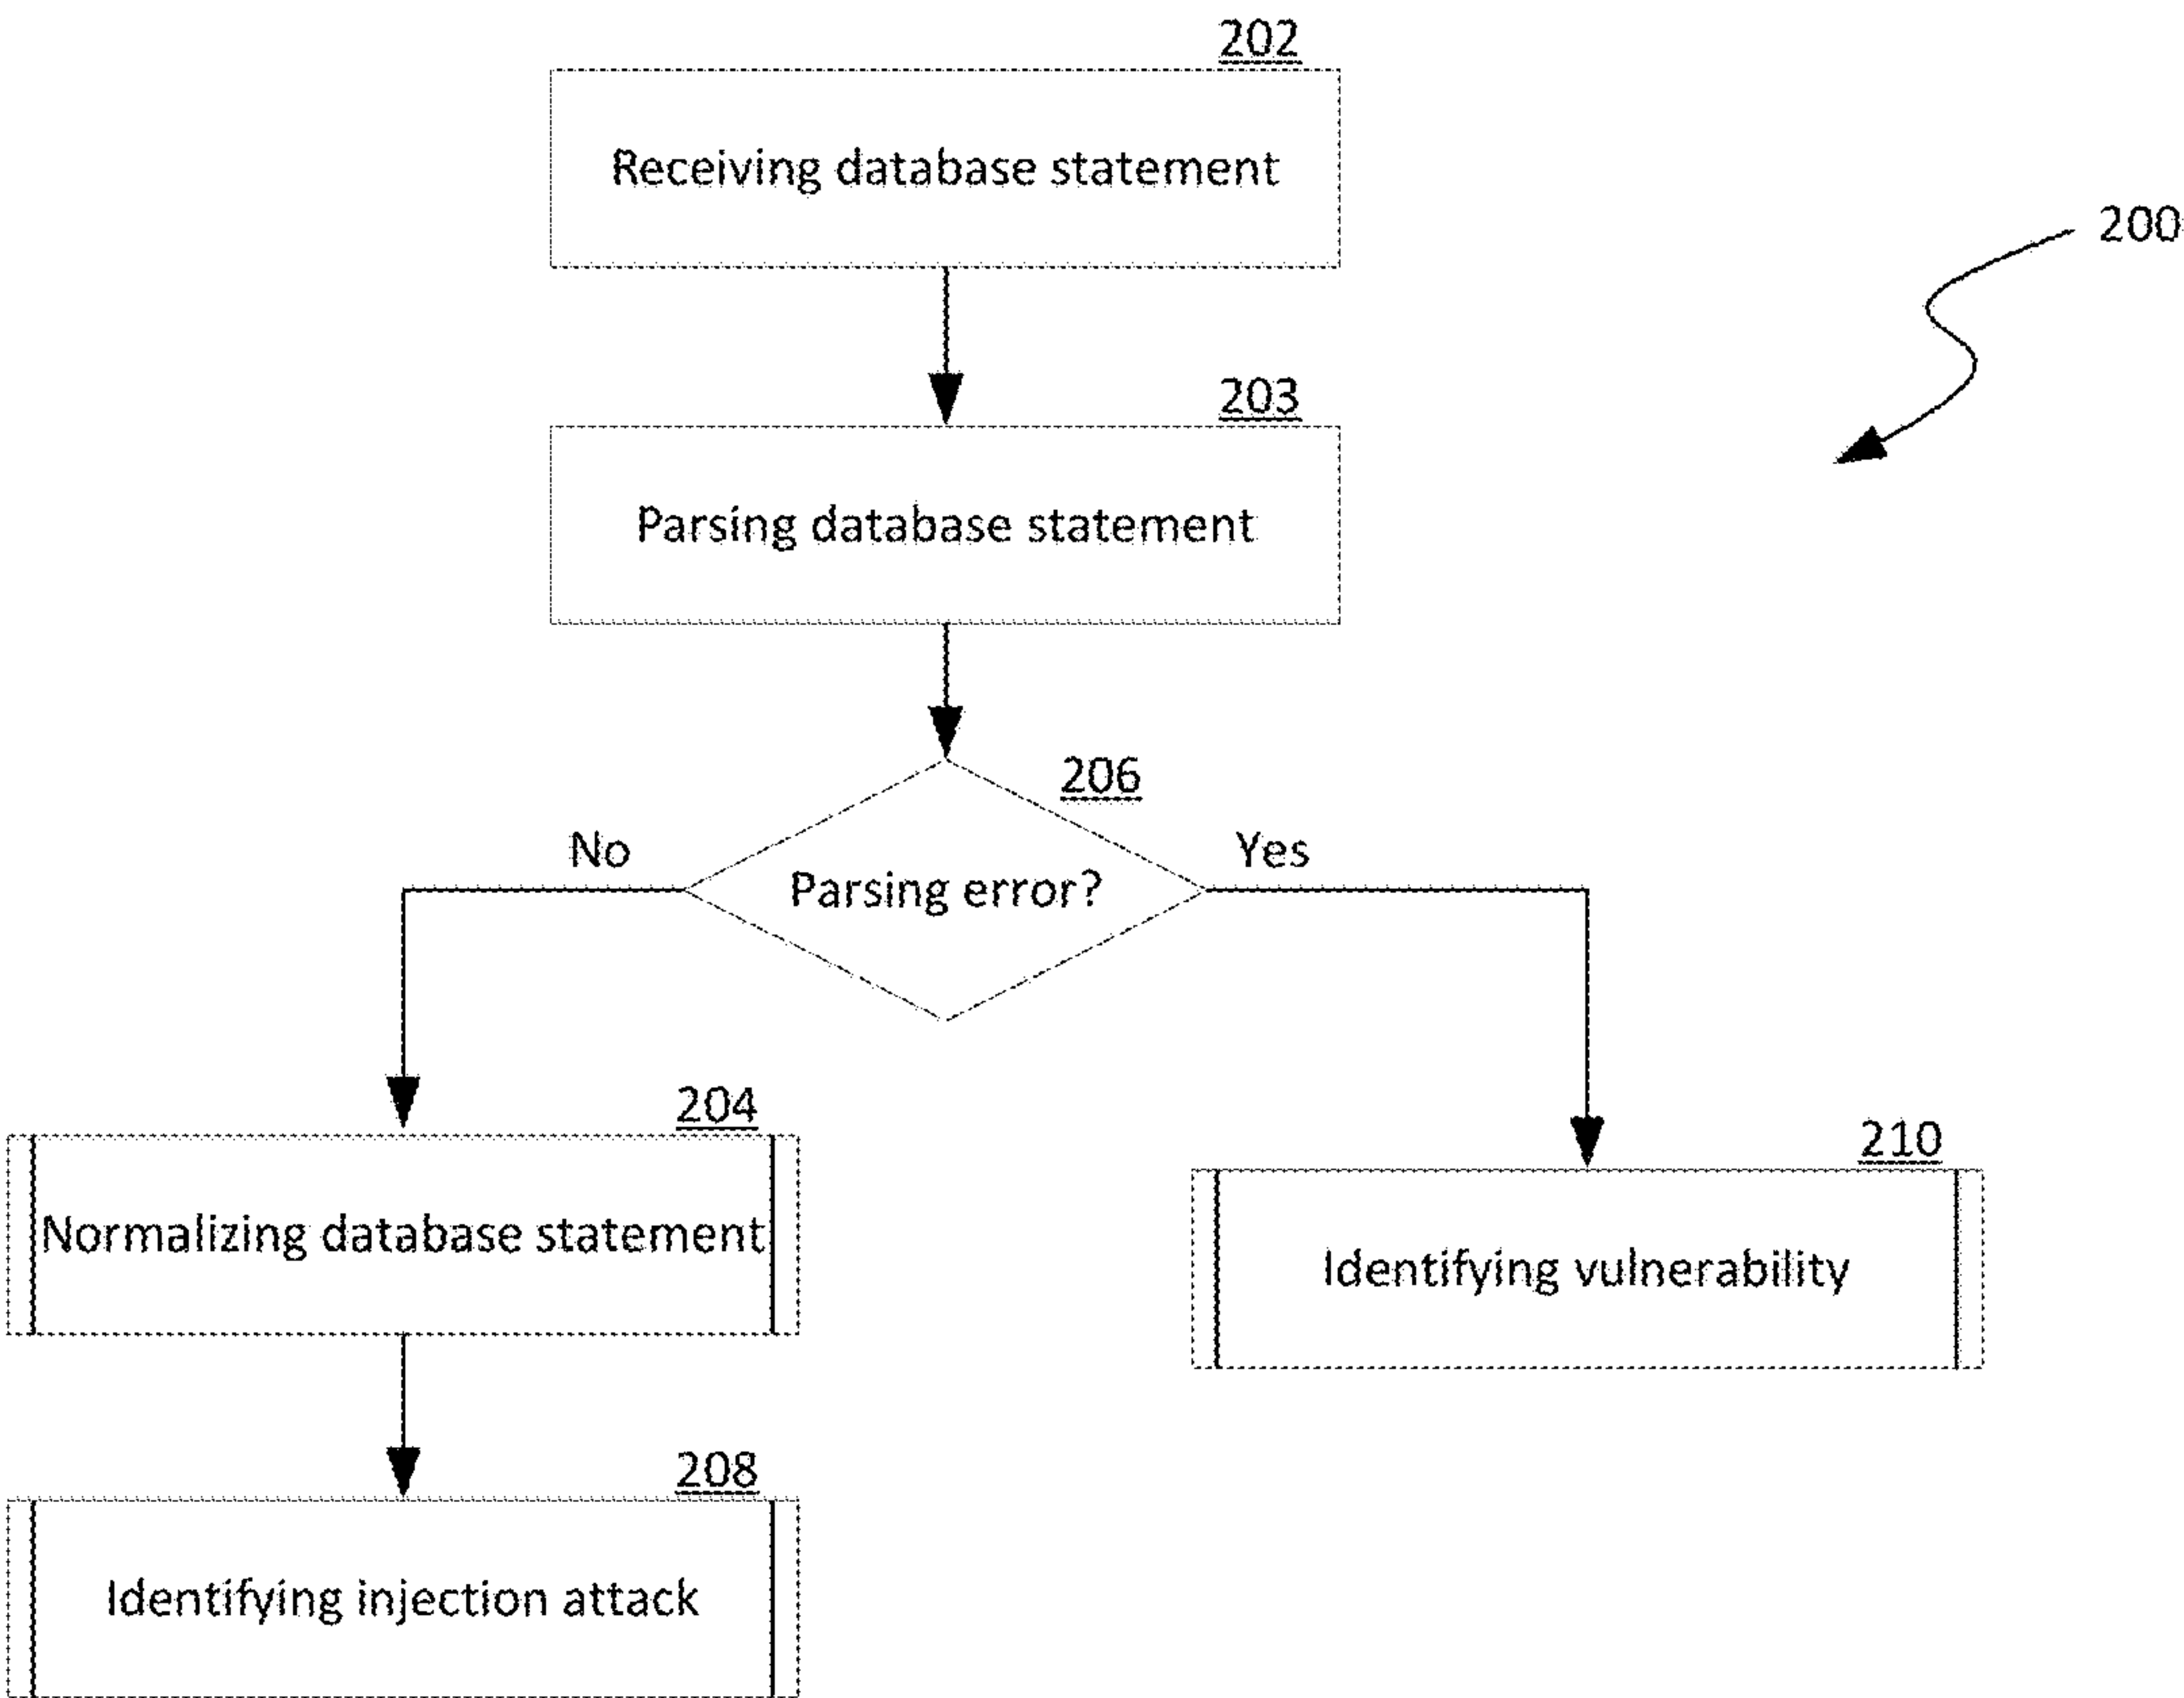 202
Receiving database statement
200
203
Parsing database statement
206
No
Yes
Parsing error?
204
Normalizing database statement
210
Identifying vulnerability
208
Identifying injection attack